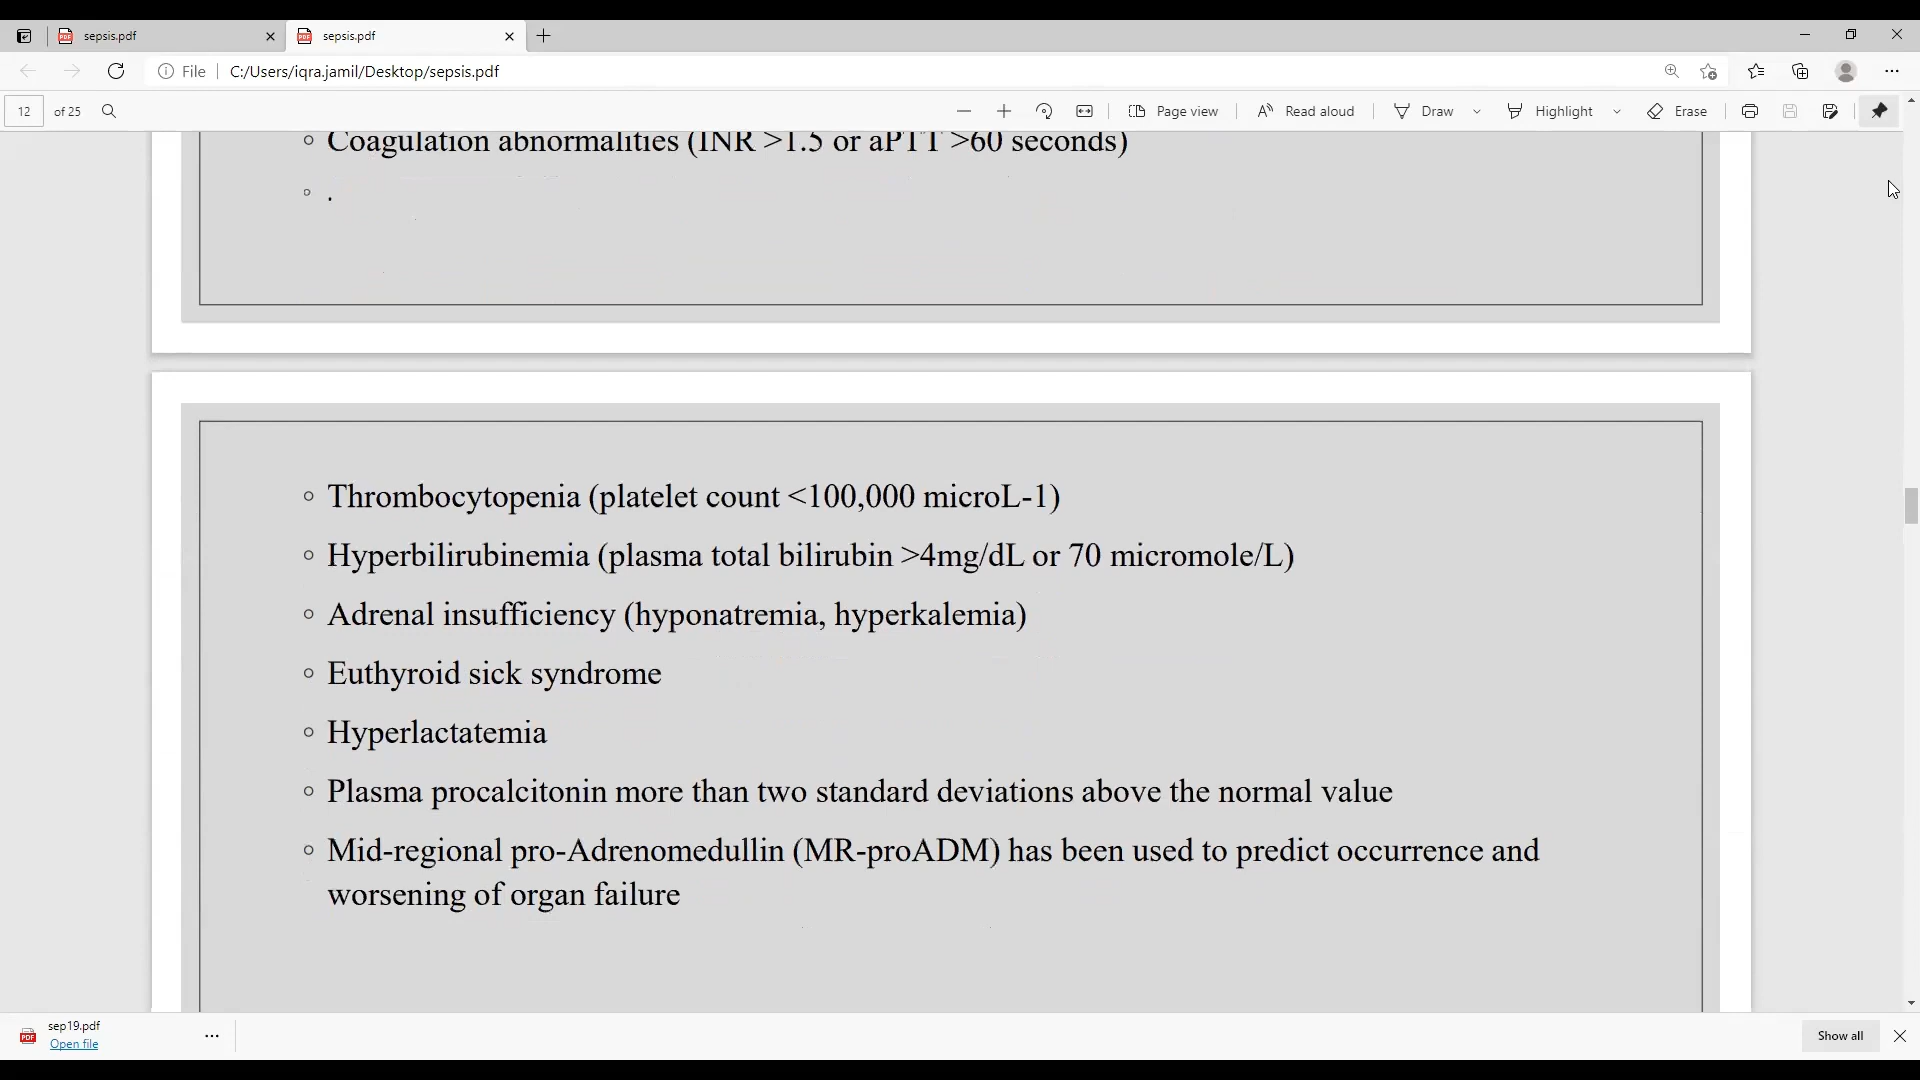 sepsis.pdf
sepsis.pdf
File
C:/Users/iqra.jamil/Desktop/sepsis.pdf
12 of 25
Page view
Read aloud
Draw
Highlight
Erase
Coagulation abnormalities (INR >1.5 or aPTT >60 seconds)
.
Thrombocytopenia (platelet count <100,000 microL-1)
Hyperbilirubinemia (plasma total bilirubin >4mg/dL or 70 micromole/L)
Adrenal insufficiency (hyponatremia, hyperkalemia)
Euthyroid sick syndrome
Hyperlactatemia
Plasma procalcitonin more than two standard deviations above the normal value
Mid-regional pro-Adrenomedullin (MR-proADM) has been used to predict occurrence and
worsening of organ failure
sep19.pdf
Open file
Show all